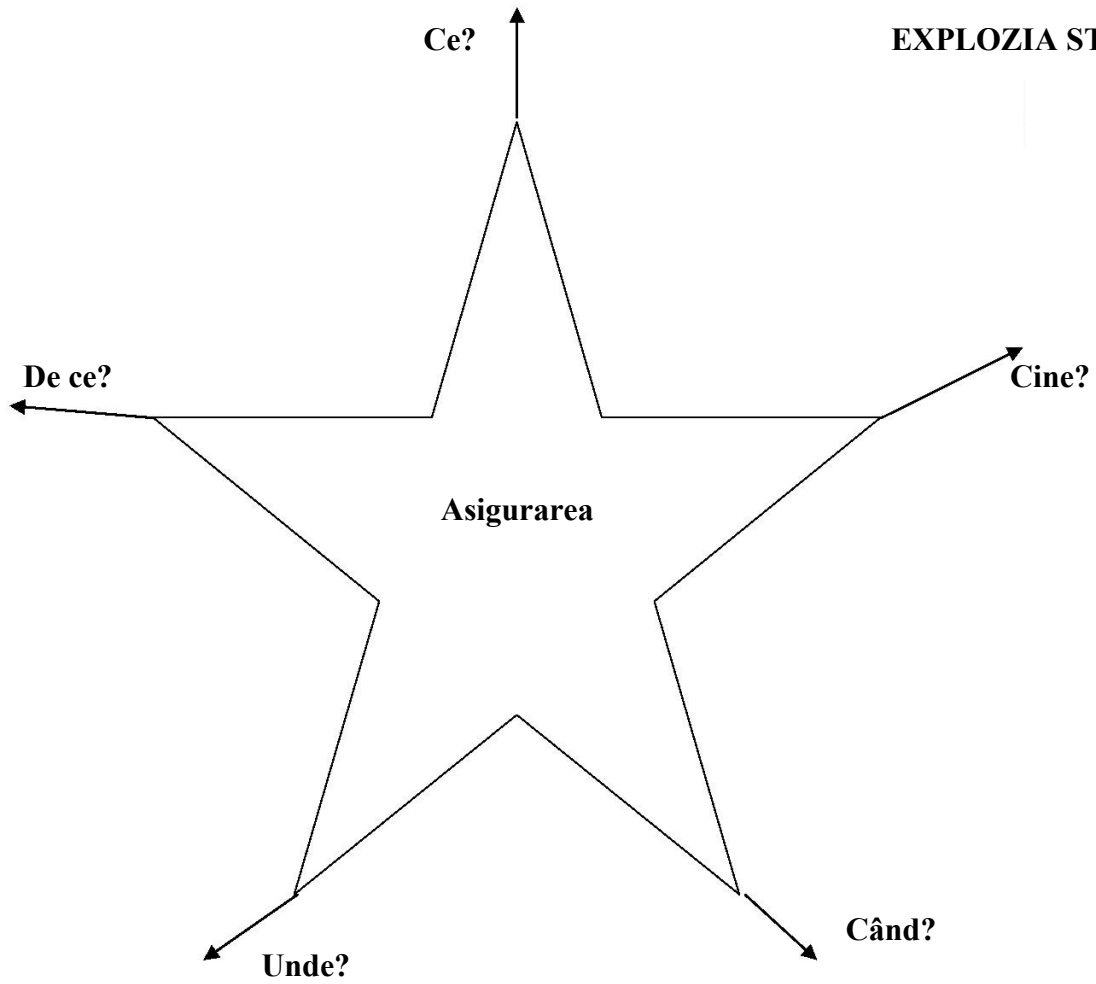 Ce?
EXPLOZIA ST
De ce?
Cine?
Asigurarea
Când?
Unde?